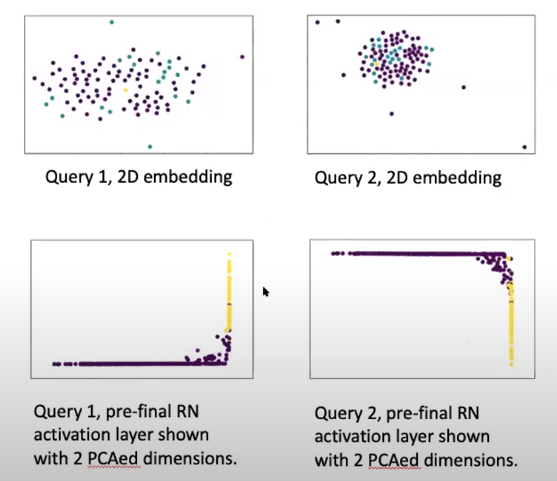 Query 1, 2D embedding
Query 2, 2D embedding
Query 1, pre-final RN
activation layer shown
with 2 PCAed dimensions.
Query 2, pre-final RN
activation layer shown
with 2 PCAed dimensions.